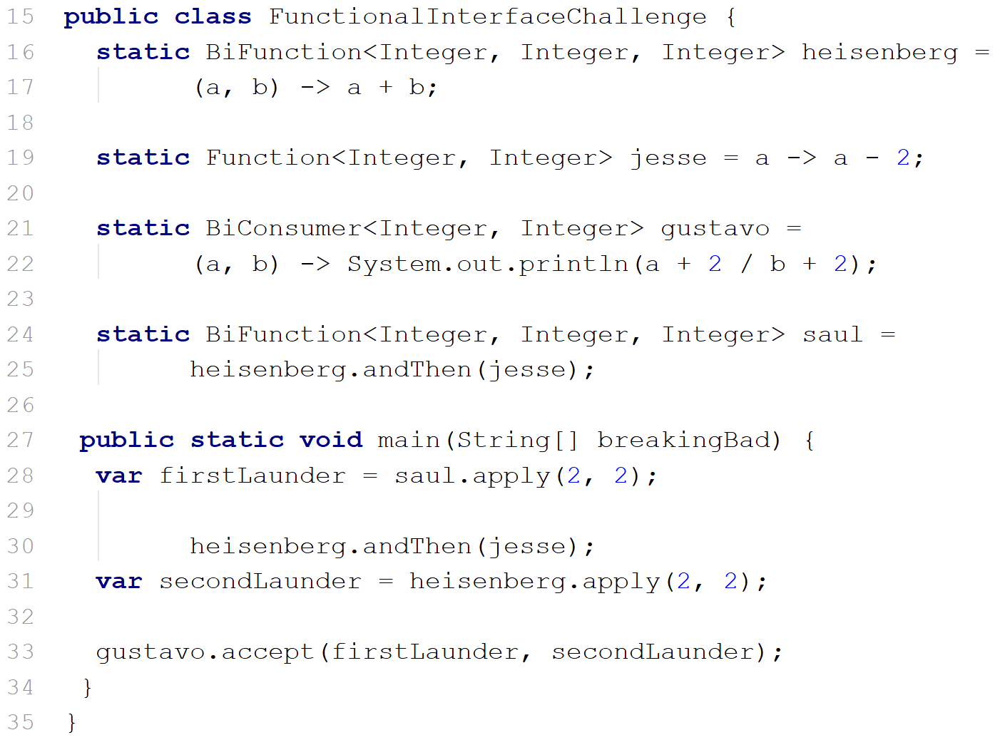 15 public class FunctionalInterfaceChallenge {
16 static BiFunction<Integer, Integer, Integer> heisenberg =
17 (a, b) -> a + b;
18
19 static Function<Integer, Integer> jesse = a -> a - 2;
20
21 static BiConsumer<Integer, Integer> gustavo =
22 (a, b) -> System.out.println(a + 2 / b + 2);
23
24 static BiFunction<Integer, Integer, Integer> saul =
25 heisenberg.andThen(jesse);
26
27 public static void main(String[] breakingBad) {
28 var firstLaunder = saul.apply(2, 2);
29
30 heisenberg.andThen(jesse);
31 var secondLaunder = heisenberg.apply(2, 2);
32
33 gustavo.accept(firstLaunder, secondLaunder);
34 }
35 }